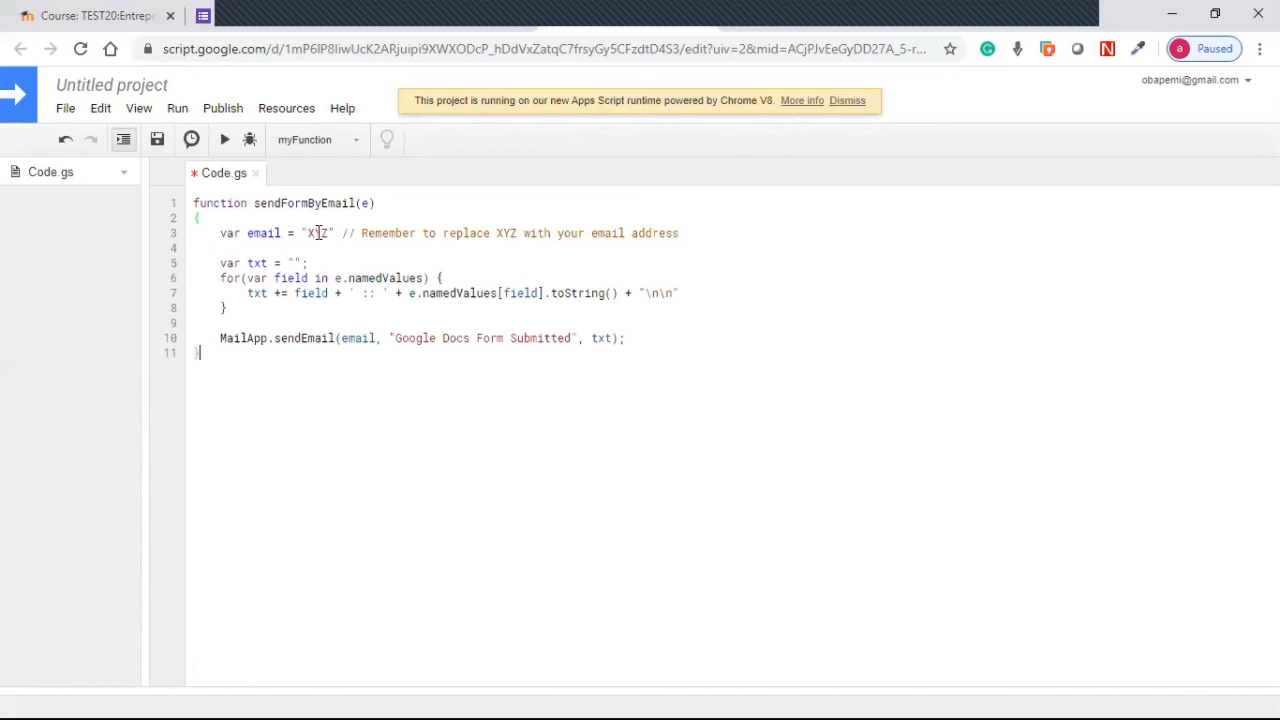 Course: TEST20:Entrep
script.google.com/d/1mP6lP8liwUcK2ARjuipi9XWXODcP_hDdVxZatqC7frsyGy5CFzdtD4S3/edit?uiv=2&mid=ACjPJvEeGyDD27A_5-r...
a Paused
Untitled project
obapemi@gmail.com
This project is running on our new Apps Script runtime powered by Chrome V8. More info Dismiss
File Edit View Run Publish Resources Help
myFunction
Code.gs
* Code.gs
1 function sendFormByEmail(e)
2 {
3 var email = "XYZ" // Remember to replace XYZ with your email address
4
5 var txt = "";
6 for(var field in e.namedValues) {
7 txt += field + ' :: ' + e.namedValues[field].toString() + "\n\n"
8 }
9
10 MailApp.sendEmail(email, "Google Docs Form Submitted", txt);
11 }